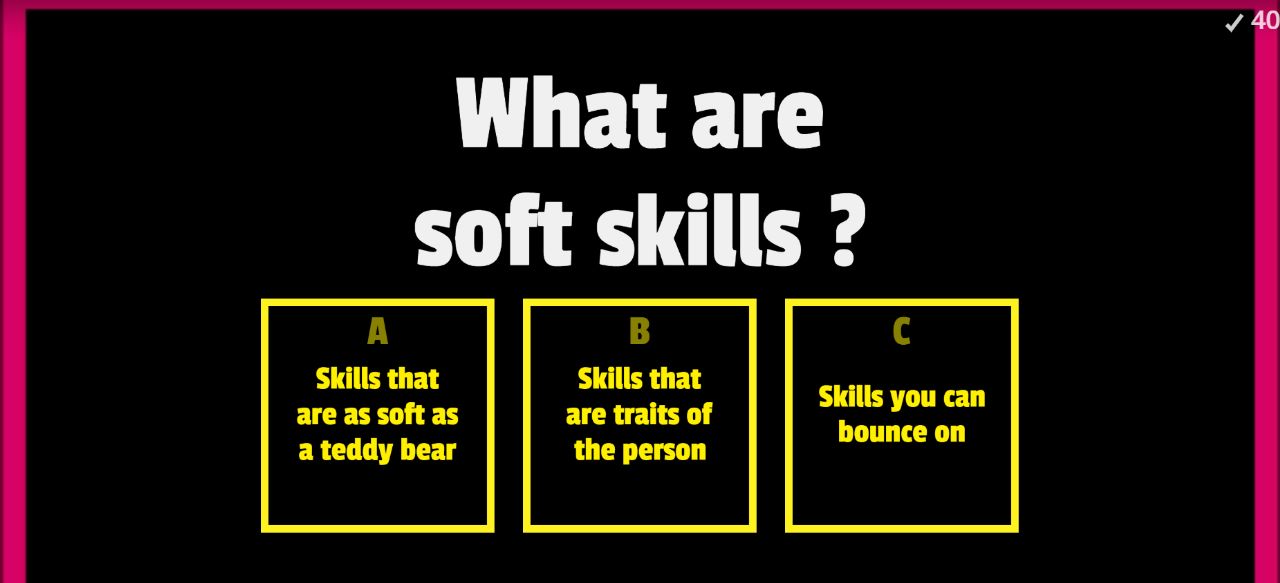 ✓ 40
What are
soft skills ?
A
Skills that
are as soft as
a teddy bear
B
Skills that
are traits of
the person
C
Skills you can
bounce on